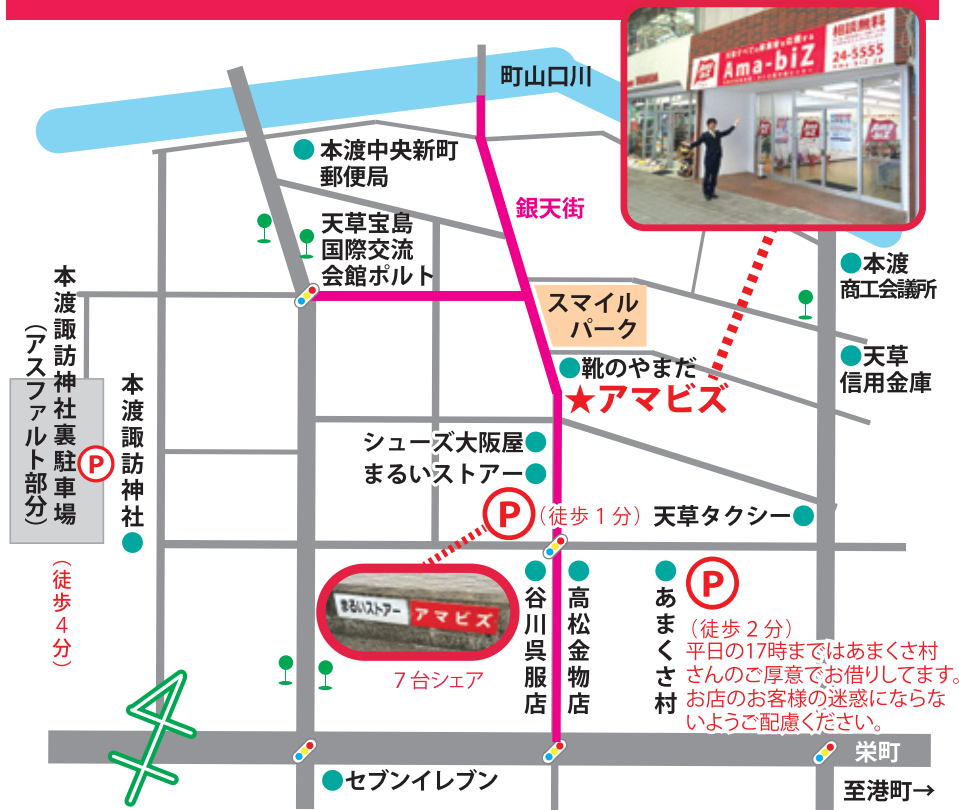 町山口川
相談無料
24-5555
Ama-biZ
本渡中央新町
郵便局
銀天街
天草宝島
国際交流
会館ポルト
本渡
商工会議所
スマイル
パーク
天草
信用金庫
靴のやまだ
★アマビズ
本渡諏訪神社裏駐車場
（アスファルト部分）
P
（徒歩4分）
本渡諏訪神社
シューズ大阪屋
まるいストアー
P
（徒歩1分）
天草タクシー
まるいストアー
アマビズ
7台シェア
谷川呉服店
高松金物店
あまくさ村
P
（徒歩2分）
平日の17時まではあまくさ村
さんのご厚意でお借りしてます。
お店のお客様の迷惑にならな
いようご配慮ください。
栄町
セブンイレブン
至港町→